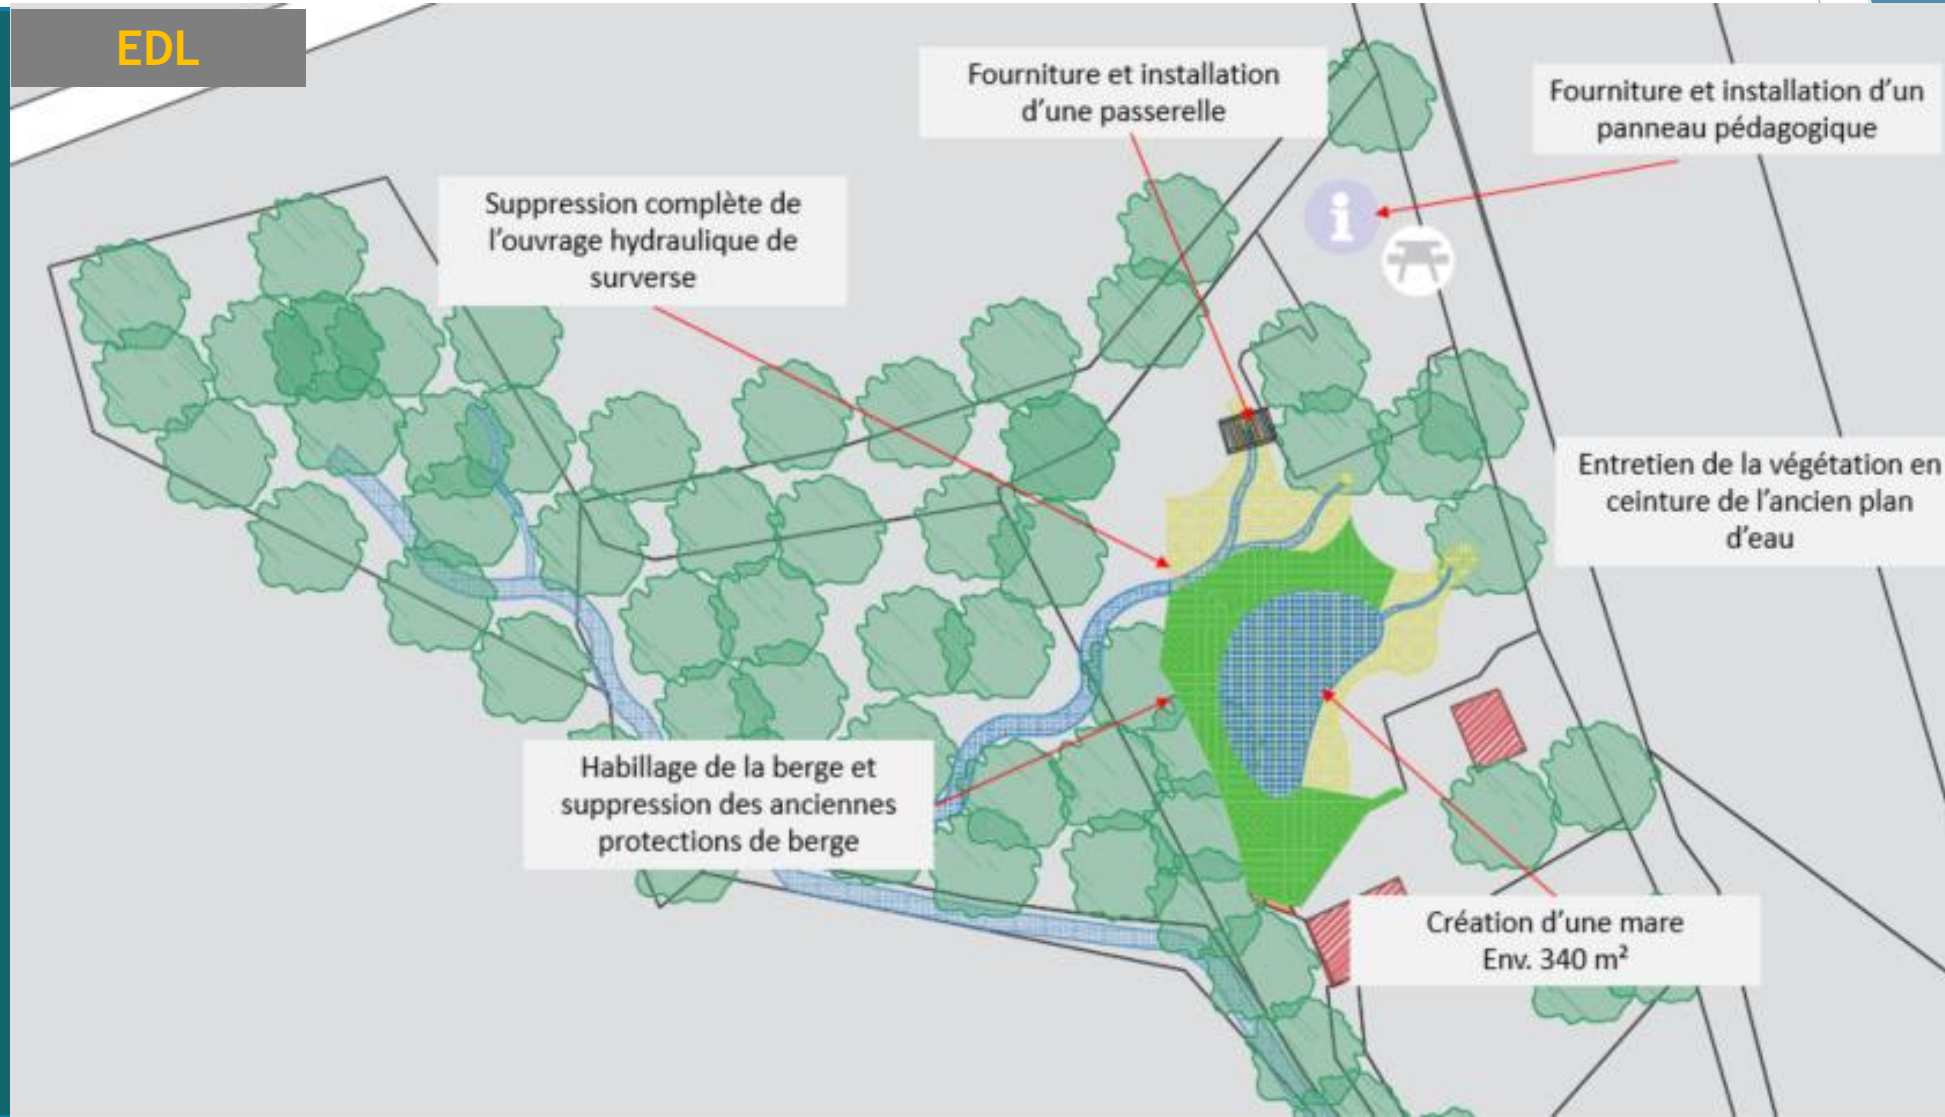 EDL
Fourniture et installation
d’une passerelle
Fourniture et installation d’un
panneau pédagogique
Suppression complète de
l’ouvrage hydraulique de
surverse
Entretien de la végétation en
ceinture de l’ancien plan
d’eau
Habillage de la berge et
suppression des anciennes
protections de berge
Création d’une mare
Env. 340 m²